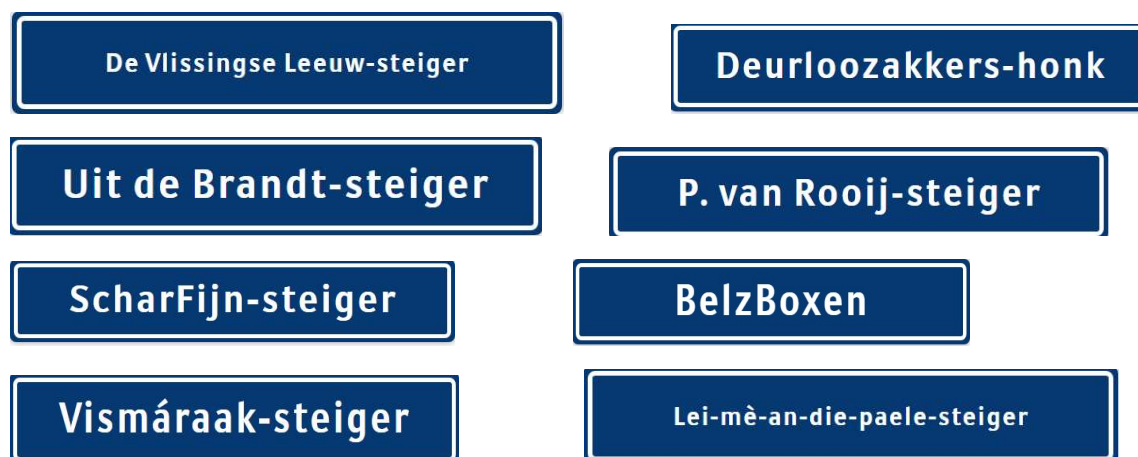 De Vlissingse Leeuw-steiger
Deurloozakkers-honk
Uit de Brandt-steiger
P. van Rooij-steiger
ScharFijn-steiger
BelzBoxen
Vismáraak-steiger
Lei-mè-an-die-paele-steiger